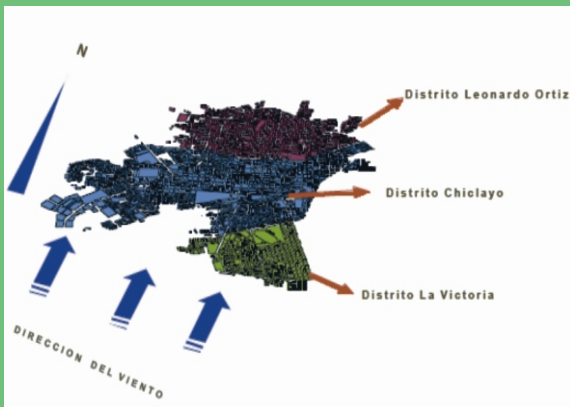 N
Distrito Leonardo Ortiz
Distrito Chiclayo
Distrito La Victoria
DIRECCION DEL VIENTO